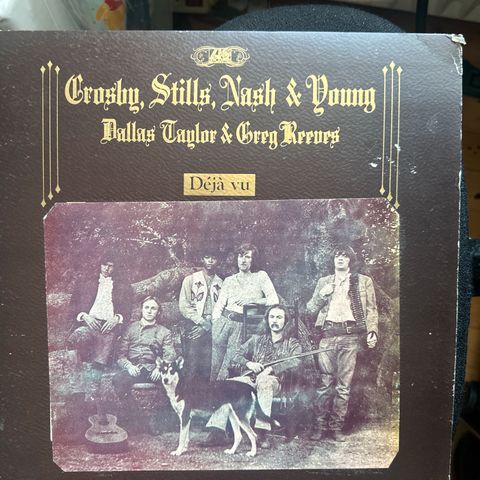 Crosby, Stills, Nash & Young
Dallas Taylor & Greg Reeves
Déjà vu